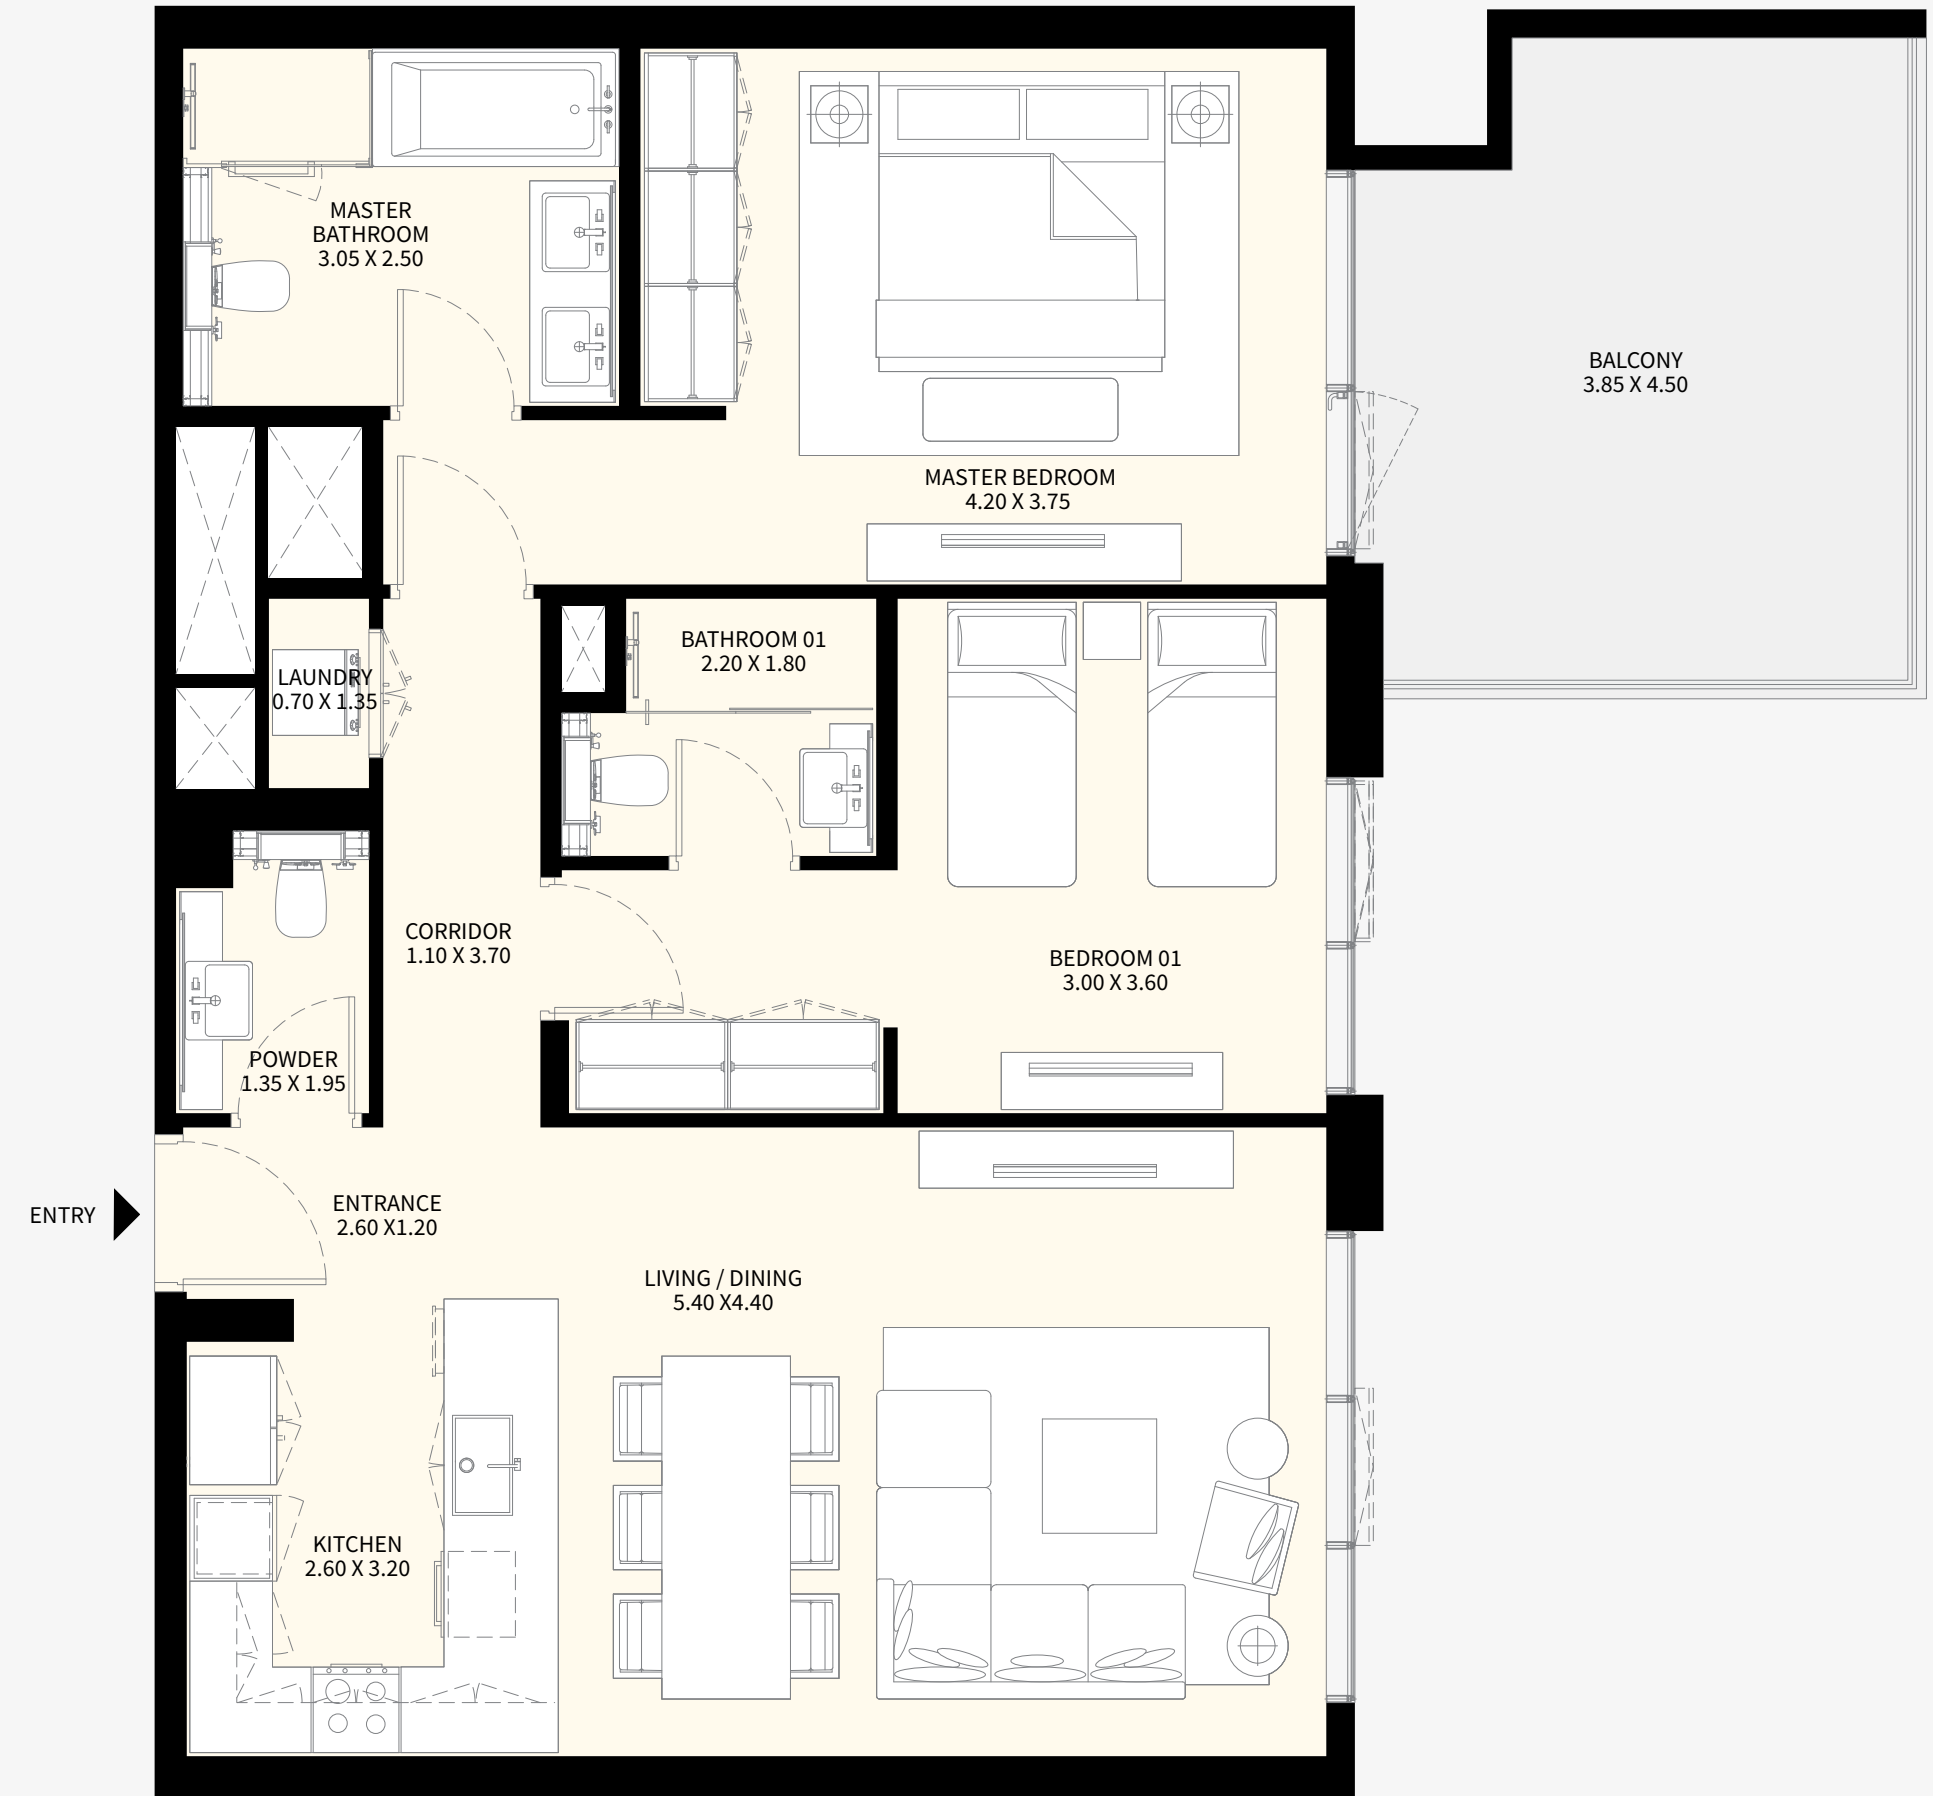 MASTER
BATHROOM
3.05 X 2.50
BALCONY
3.85 X 4.50
MASTER BEDROOM
4.20 X 3.75
BATHROOM 01
2.20 X 1.80
LAUNDRY
0.70 X 1.35
CORRIDOR
1.10 X 3.70
BEDROOM 01
3.00 X 3.60
POWDER
1.35 X 1.95
ENTRY
ENTRANCE
2.60 X1.20
LIVING / DINING
5.40 X4.40
KITCHEN
2.60 X 3.20